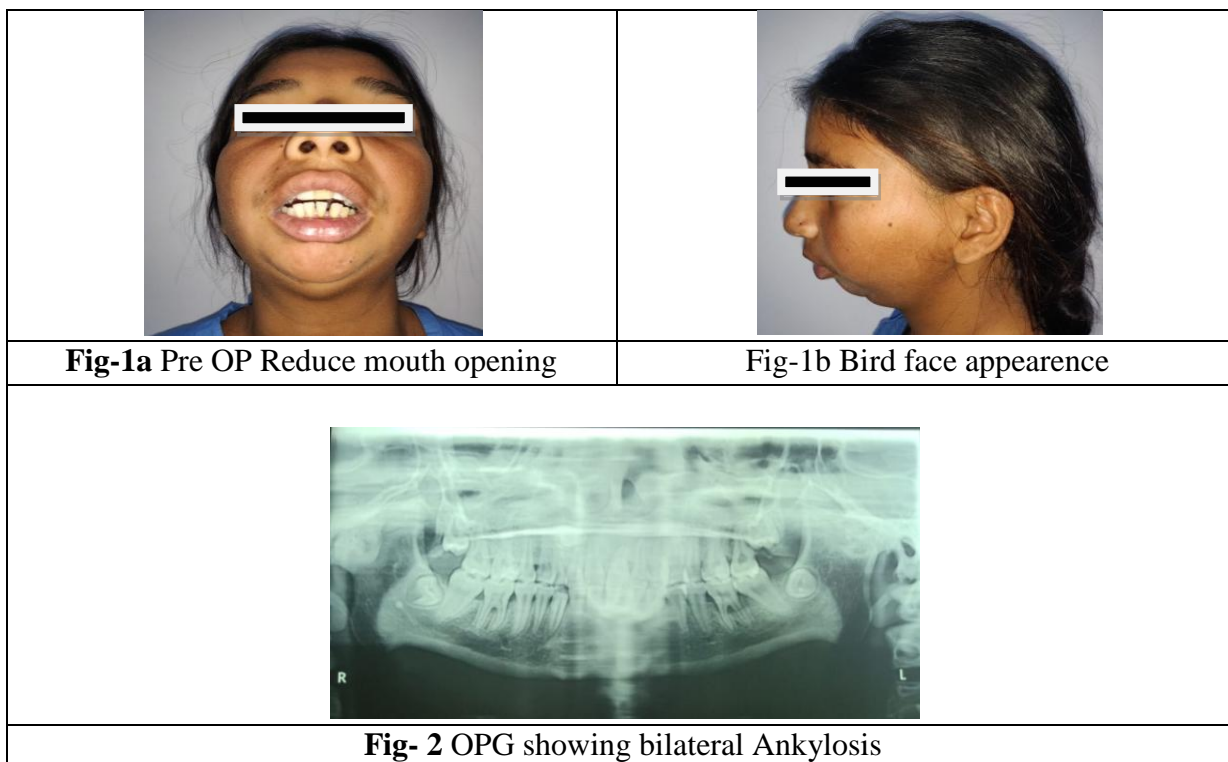 Fig-1a Pre OP Reduce mouth opening
Fig-1b Bird face appearence
R
L
Fig- 2 OPG showing bilateral Ankylosis